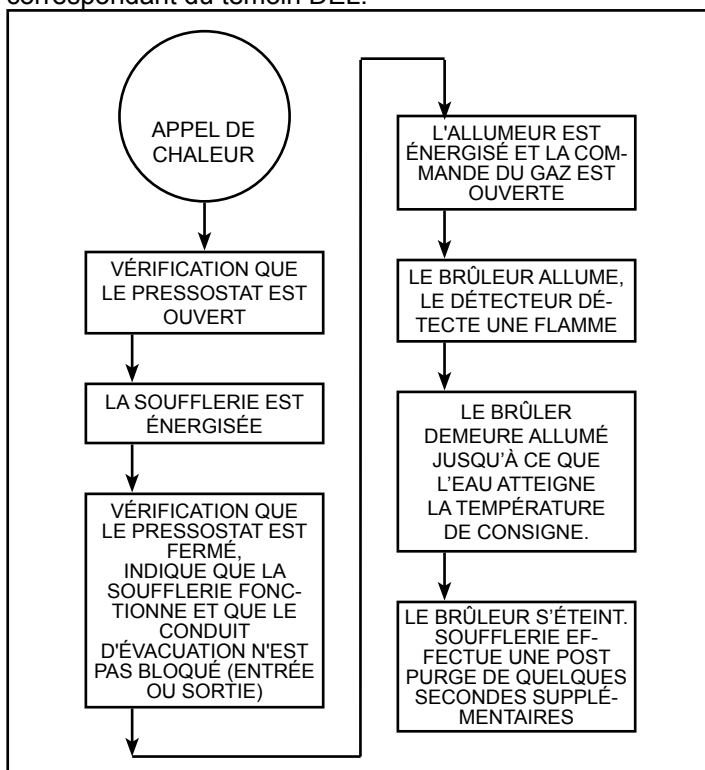 correspondant du témoin DEL.
APPEL DE
CHALEUR
VÉRIFICATION QUE
LE PRESSOSTAT EST
OUVERT
LA SOUFFLERIE EST
ÉNERGISÉE
VÉRIFICATION QUE
LE PRESSOSTAT EST
FERMÉ,
INDIQUE QUE LA
SOUFFLERIE FONC-
TIONNE ET QUE LE
CONDUIT
D'ÉVACUATION N'EST
PAS BLOQUÉ (ENTRÉE
OU SORTIE)
L'ALLUMEUR EST
ÉNERGISÉ ET LA COM-
MANDE DU GAZ EST
OUVERTE
LE BRÛLEUR ALLUME,
LE DÉTECTEUR DÉ-
TECTE UNE FLAMME
LE BRÛLER
DEMEURE ALLUMÉ
JUSQU’À CE QUE
L’EAU ATTEIGNE
LA TEMPÉRATURE
DE CONSIGNE.
LE BRÛLEUR S’ÉTEINT.
SOUFFLERIE EF-
FECTUE UNE POST
PURGE DE QUELQUES
SECONDES SUPPLÉ-
MENTAIRES